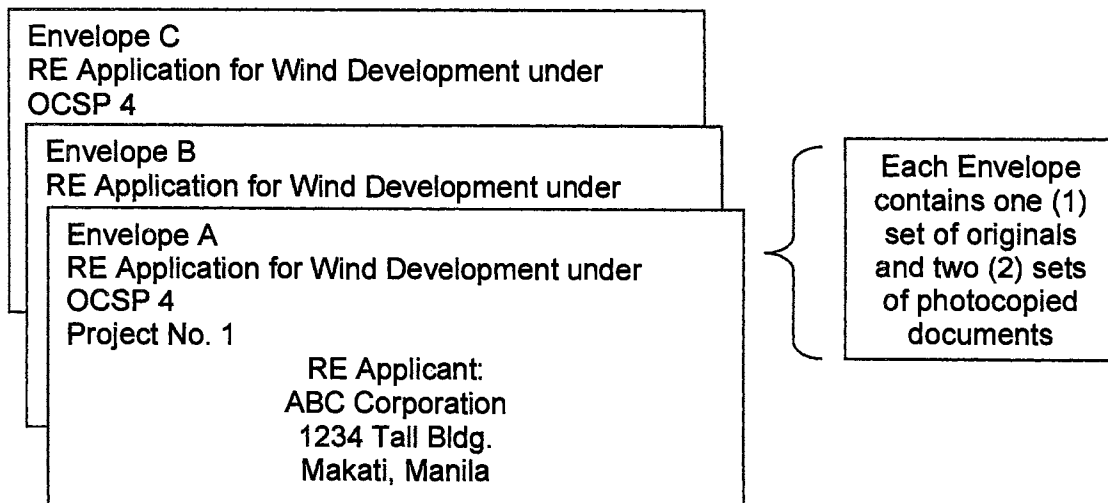 Envelope C
RE Application for Wind Development under
OCSP 4
Envelope B
RE Application for Wind Development under
Envelope A
RE Application for Wind Development under
OCSP 4
Project No. 1
RE Applicant:
ABC Corporation
1234 Tall Bldg.
Makati, Manila
Each Envelope
contains one (1)
set of originals
and two (2) sets
of photocopied
documents